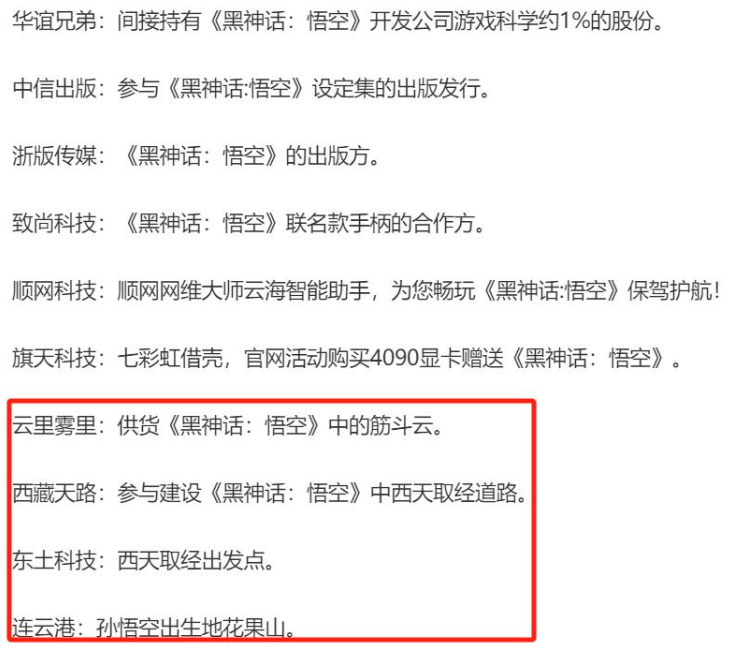 华谊兄弟：间接持有《黑神话：悟空》开发公司游戏科学约1%的股份。
中信出版：参与《黑神话:悟空》设定集的出版发行。
浙版传媒：《黑神话：悟空》的出版方。
致尚科技：《黑神话：悟空》联名款手柄的合作方。
顺网科技：顺网网维大师云海智能助手，为您畅玩《黑神话:悟空》保驾护航！
旗天科技：七彩虹借壳，官网活动购买4090显卡赠送《黑神话：悟空》。
云里雾里：供货《黑神话：悟空》中的筋斗云。
西藏天路：参与建设《黑神话：悟空》中西天取经道路。
东土科技：西天取经出发点。
连云港：孙悟空出生地花果山。